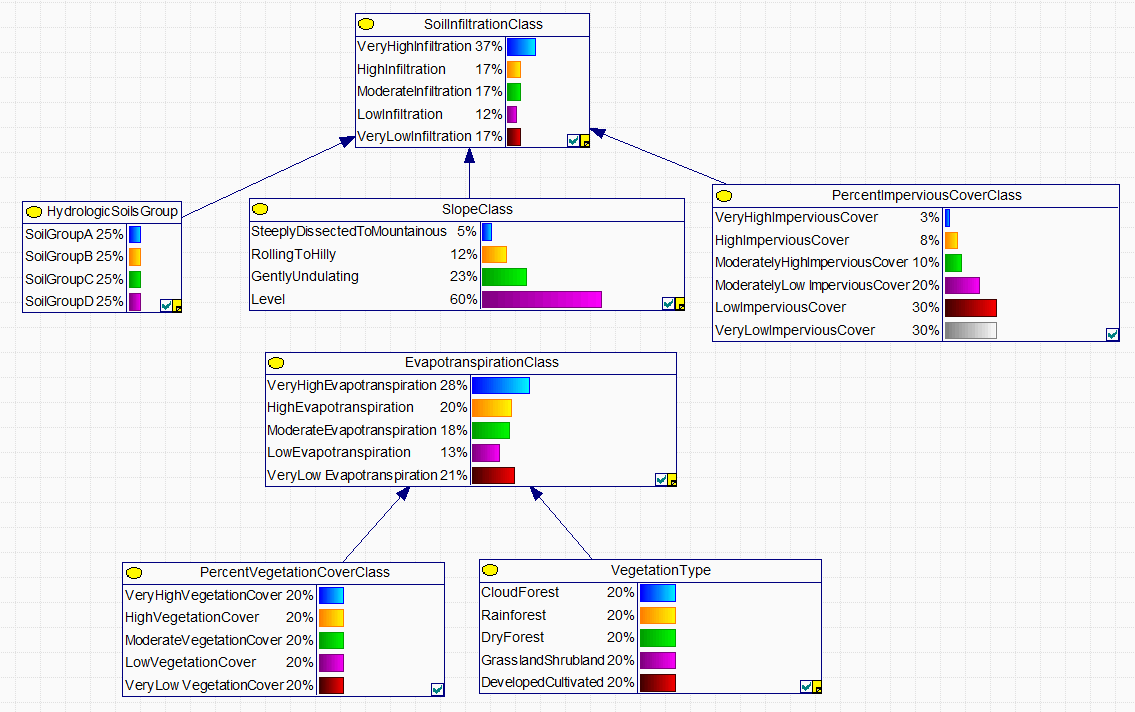 SoilInfiltrationClass
VeryHighInfiltration 37%
HighInfiltration 17%
ModerateInfiltration 17%
LowInfiltration 12%
VeryLowInfiltration 17%
HydrologicSoilsGroup
SoilGroupA 25%
SoilGroupB 25%
SoilGroupC 25%
SoilGroupD 25%
SlopeClass
SteeplyDissectedToMountainous 5%
RollingToHilly 12%
GentlyUndulating 23%
Level 60%
PercentImperviousCoverClass
VeryHighImperviousCover 3%
HighImperviousCover 8%
ModeratelyHighImperviousCover 10%
ModeratelyLow ImperviousCover 20%
LowImperviousCover 30%
VeryLowImperviousCover 30%
EvapotranspirationClass
VeryHighEvapotranspiration 28%
HighEvapotranspiration 20%
ModerateEvapotranspiration 18%
LowEvapotranspiration 13%
VeryLow Evapotranspiration 21%
PercentVegetationCoverClass
VeryHighVegetationCover 20%
HighVegetationCover 20%
ModerateVegetationCover 20%
LowVegetationCover 20%
VeryLow VegetationCover 20%
VegetationType
CloudForest 20%
Rainforest 20%
DryForest 20%
GrasslandShrubland 20%
DevelopedCultivated 20%